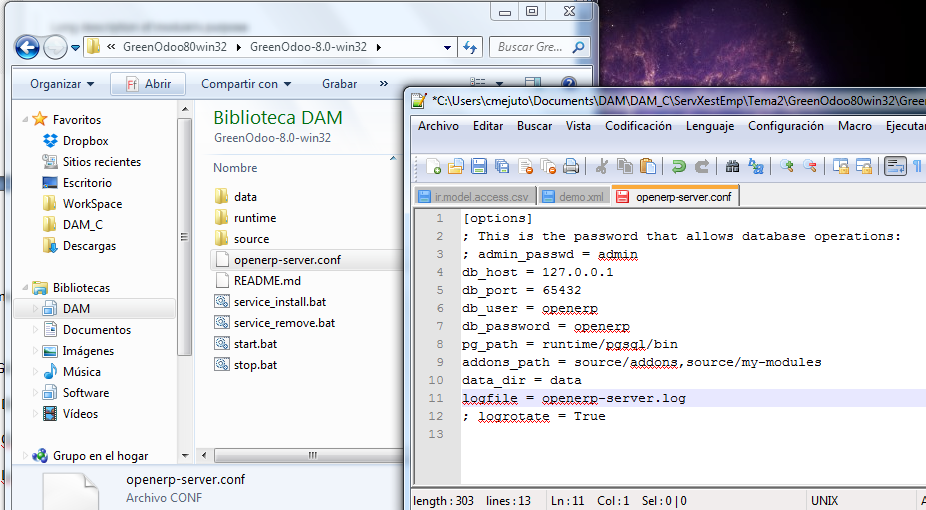 GreenOdoo80win32 GreenOdoo-8.0-win32
Buscar Gre...
Organizar Abrir Compartir con Grabar »
Favoritos
Dropbox
Sitios recientes
Escritorio
WorkSpace
DAM_C
Descargas
Bibliotecas
DAM
Documentos
Imágenes
Música
Software
Vídeos
Grupo en el hogar
Biblioteca DAM
GreenOdoo-8.0-win32
Nombre
data
runtime
source
openerp-server.conf
README.md
service_install.bat
service_remove.bat
start.bat
stop.bat
openerp-server.conf
Archivo CONF
*C:\Users\cmejuto\Documents\DAM\DAM_C\ServXestEmp\Tema2\GreenOdoo80win32\Green
Archivo Editar Buscar Vista Codificación Lenguaje Configuración Macro Ejecutar
ir.model.access.csv demo.xml openerp-server.conf
1 [options]
2 ; This is the password that allows database operations:
3 ; admin_passwd = admin
4 db_host = 127.0.0.1
5 db_port = 65432
6 db_user = openerp
7 db_password = openerp
8 pg_path = runtime/pgsql/bin
9 addons_path = source/addons,source/my-modules
10 data_dir = data
11 logfile = openerp-server.log
12 ; logrotate = True
13
length : 303 lines : 13 Ln : 11 Col : 1 Sel : 0 | 0 UNIX